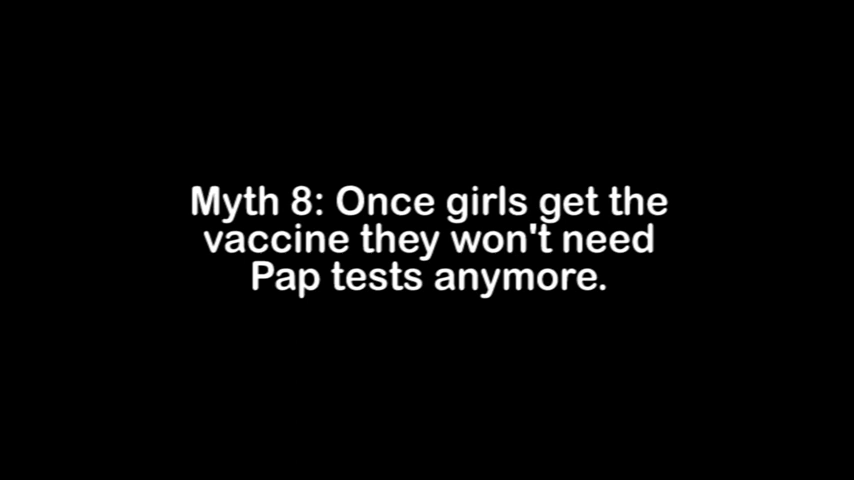 Myth 8: Once girls get the
vaccine they won't need
Pap tests anymore.